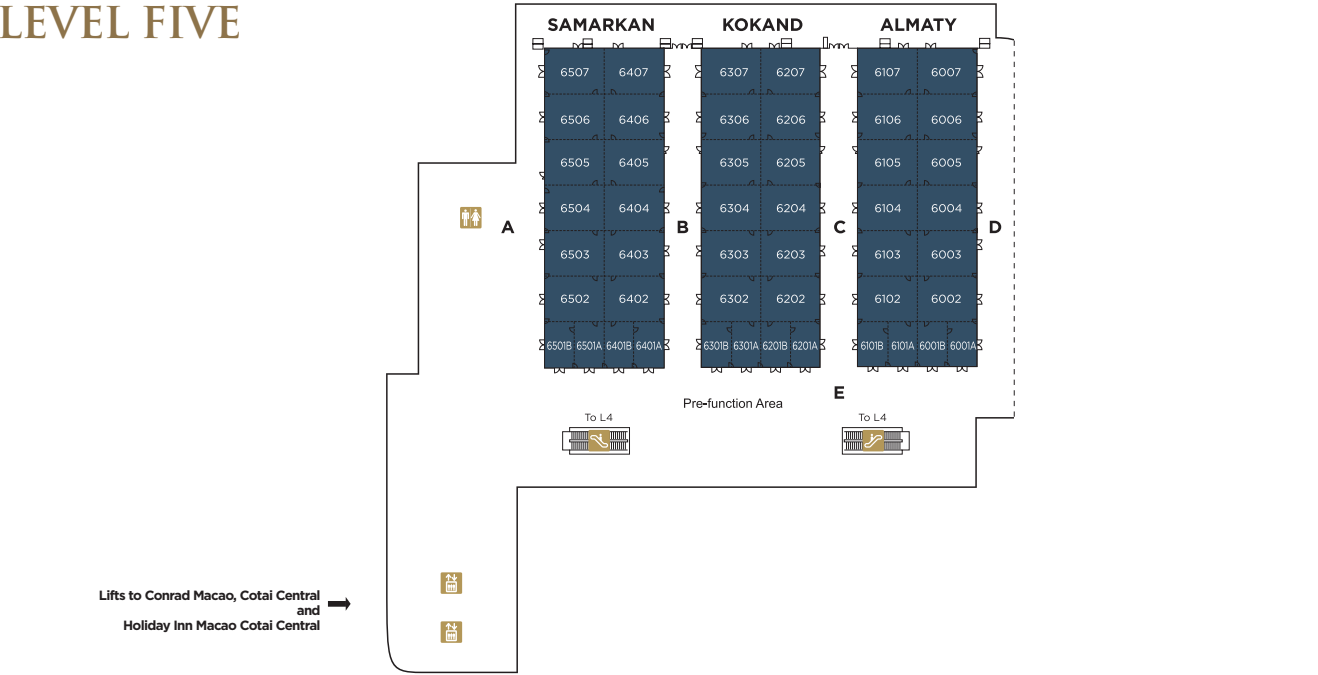 LEVEL FIVE
SAMARKAN KOKAND ALMATY
6507 6407 6307 6207 6107 6007
6506 6406 6306 6206 6106 6006
6505 6405 6305 6205 6105 6005
6504 6404 6304 6204 6104 6004
A B C D
6503 6403 6303 6203 6103 6003
6502 6402 6302 6202 6102 6002
6501B 6501A 6401B 6401A 6301B 6301A 6201B 6201A 6101B 6101A 6001B 6001A
E
Pre-function Area
To L4 To L4
Lifts to Conrad Macao, Cotai Central
and
Holiday Inn Macao Cotai Central